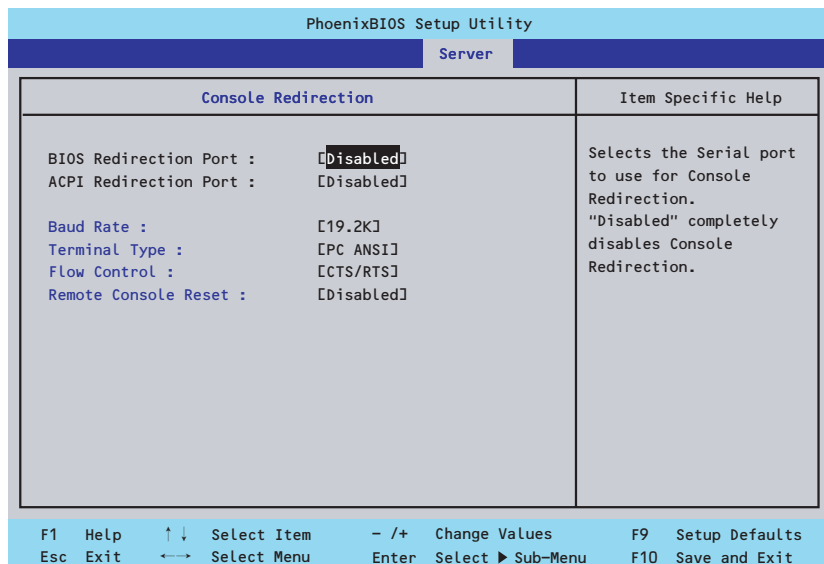 PhoenixBIOS Setup Utility
Server
Console Redirection
Item Specific Help
BIOS Redirection Port : [Disabled]
ACPI Redirection Port : [Disabled]
Baud Rate : [19.2K]
Terminal Type : [PC ANSI]
Flow Control : [CTS/RTS]
Remote Console Reset : [Disabled]
Selects the Serial port
to use for Console
Redirection.
“Disabled” completely
disables Console
Redirection.
F1 Help ↑↓ Select Item – /+ Change Values F9 Setup Defaults
Esc Exit ←→ Select Menu Enter Select ▶ Sub-Menu F10 Save and Exit